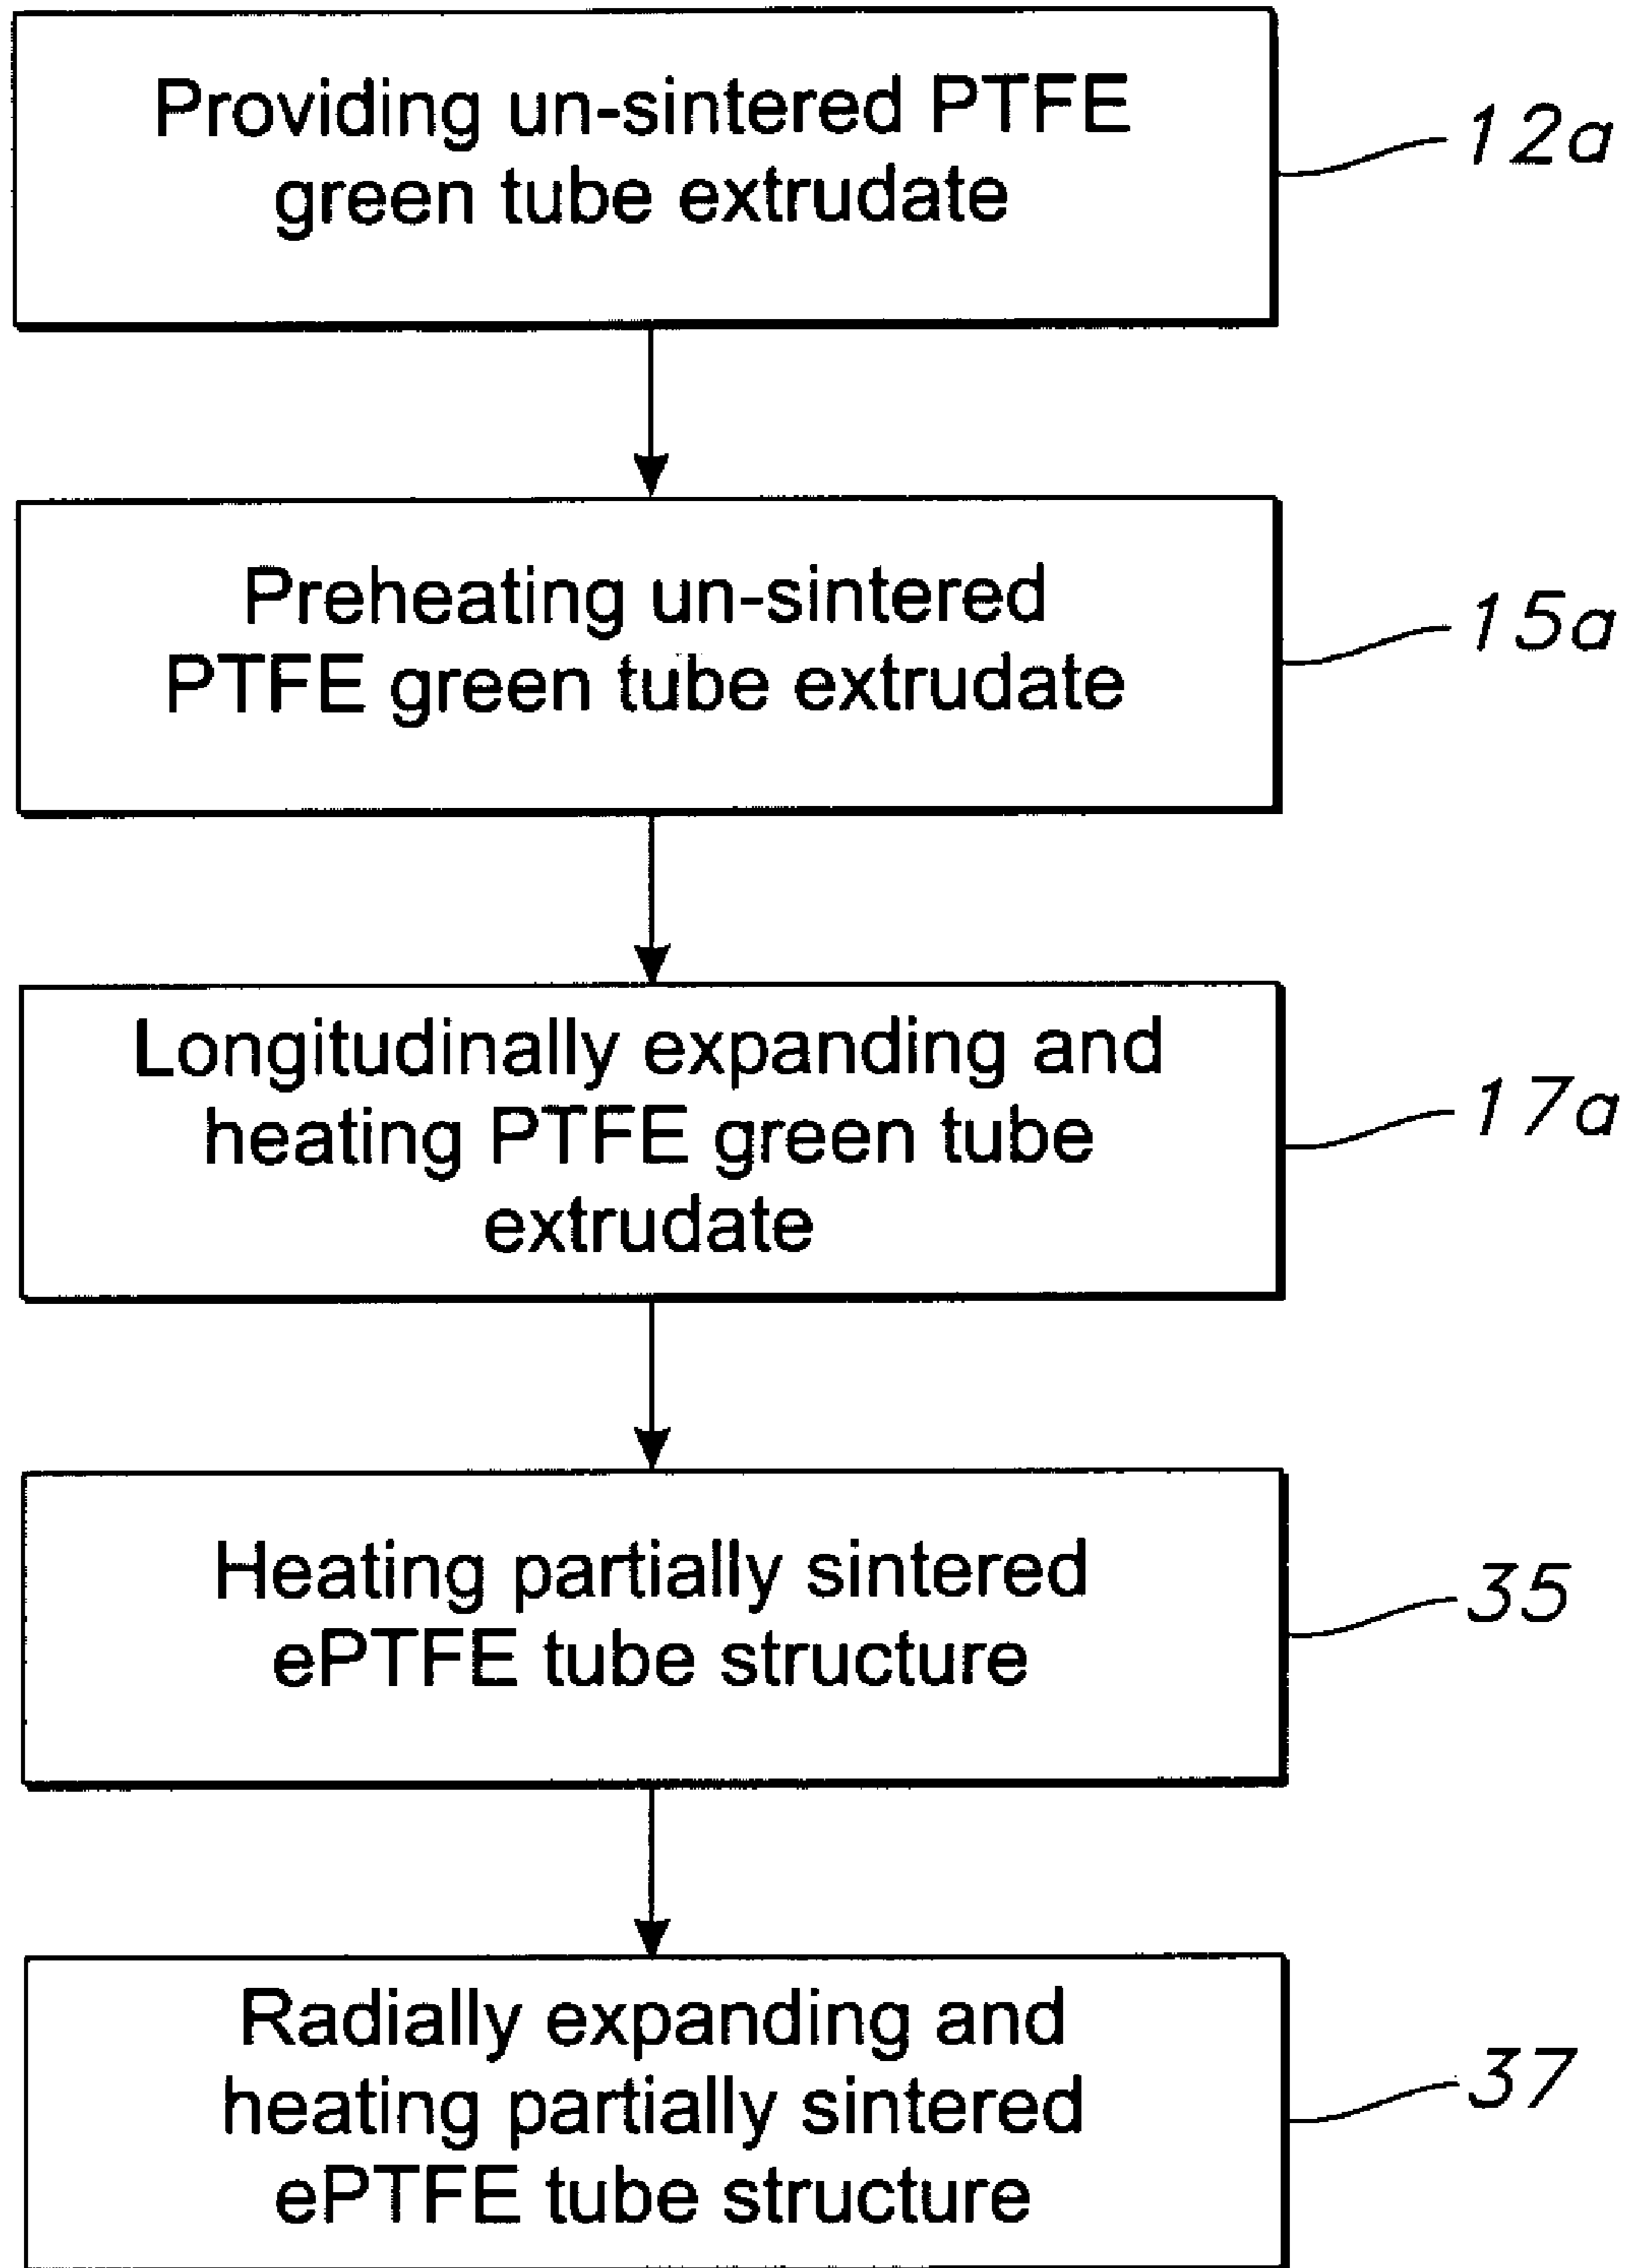 Providing un-sintered PTFE
green tube extrudate
12a
Preheating un-sintered
PTFE green tube extrudate
15a
Longitudinally expanding and
heating PTFE green tube
extrudate
17a
Heating partially sintered
ePTFE tube structure
35
Radially expanding and
heating partially sintered
ePTFE tube structure
37